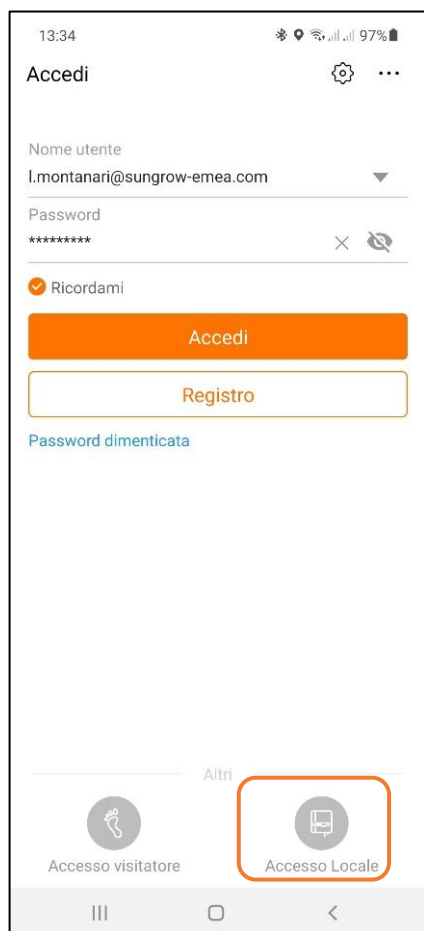 13:34 97%
Accedi
Nome utente
l.montanari@sungrow-emea.com
Password
*********
Ricordami
Accedi
Registro
Password dimenticata
Altri
Accesso visitatore Accesso Locale